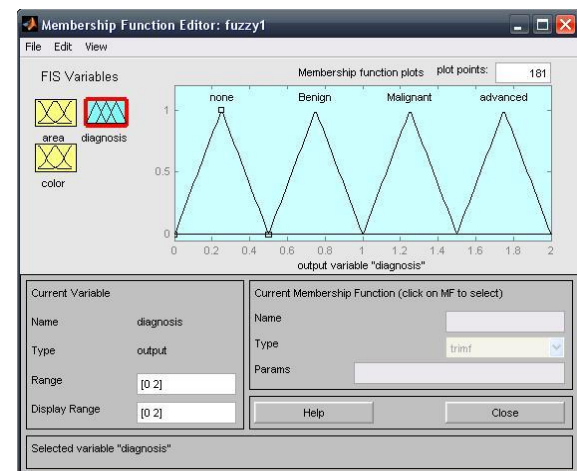 Membership Function Editor: fuzzy1
File Edit View
FIS Variables
area
diagnosis
color
Membership function plots
plot points:
181
none
Benign
Malignant
advanced
1
0.5
0
0 0.2 0.4 0.6 0.8 1 1.2 1.4 1.6 1.8 2
output variable "diagnosis"
Current Variable
Name diagnosis
Type output
Range [0 2]
Display Range [0 2]
Current Membership Function (click on MF to select)
Name
Type trimf
Params
Help
Close
Selected variable "diagnosis"